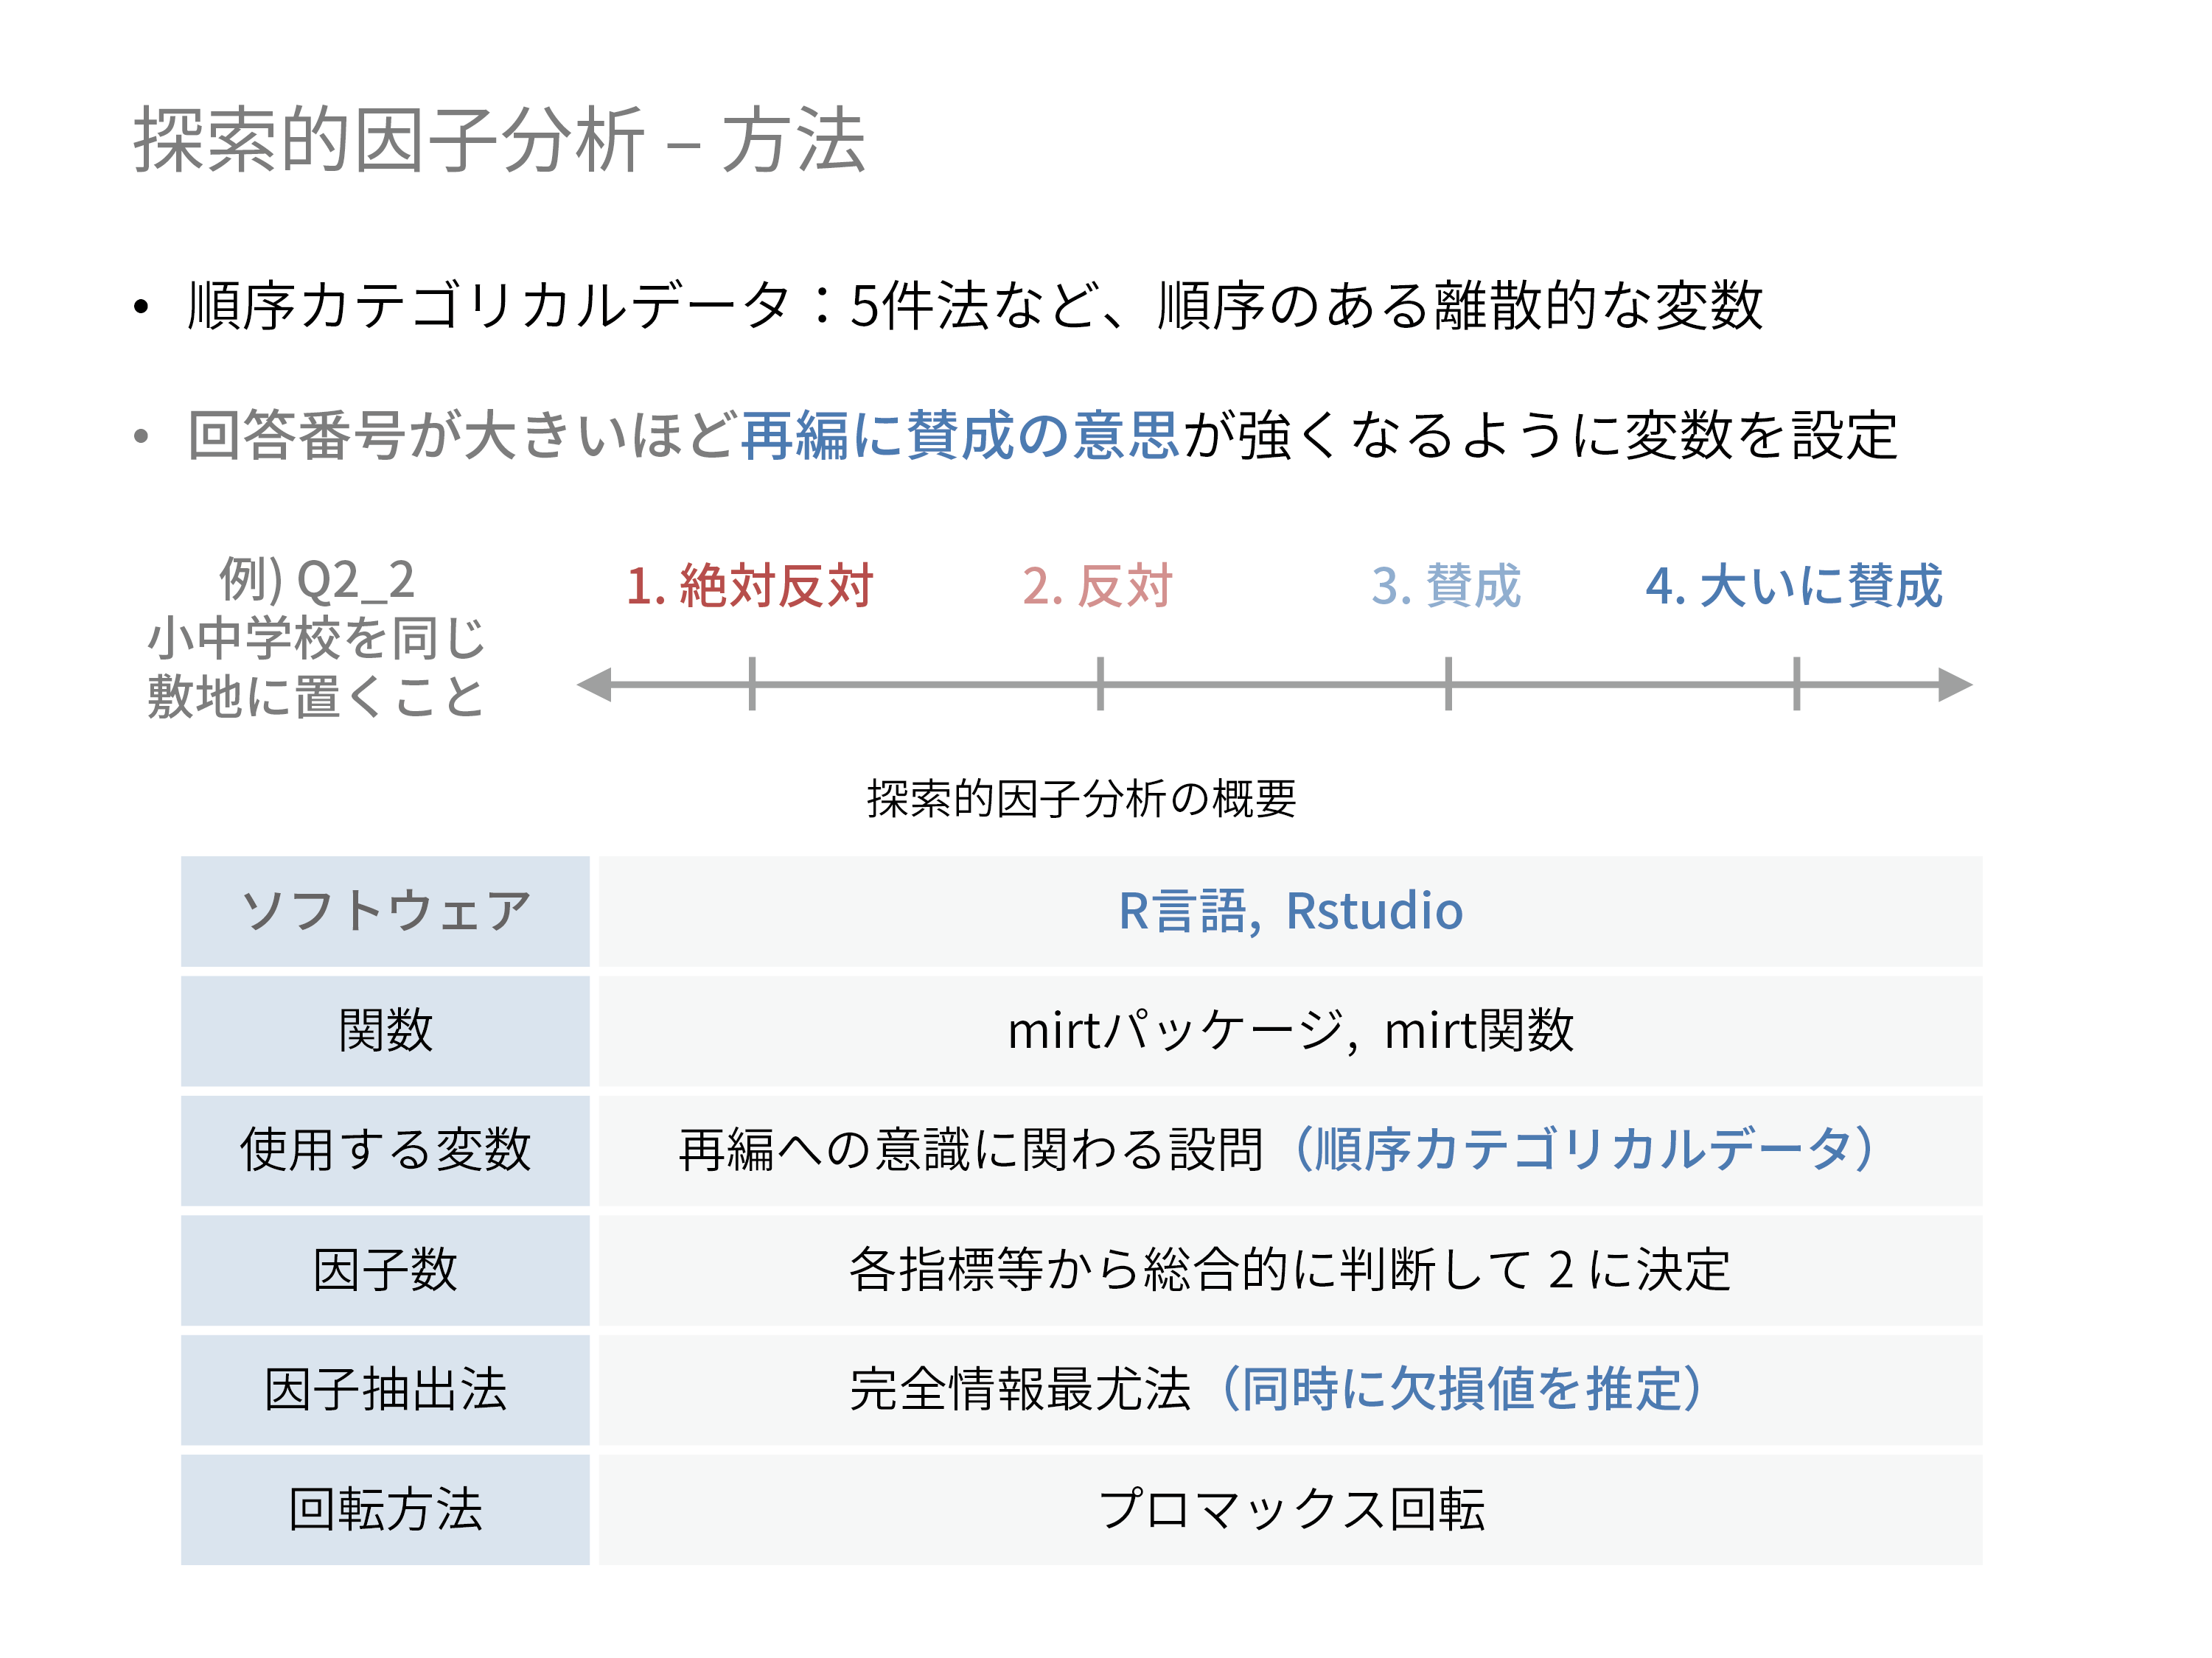 探索的因子分析 – 方法
• 順序カテゴリカルデータ：5件法など、順序のある離散的な変数
• 回答番号が大きいほど再編に賛成の意思が強くなるように変数を設定
例) Q2_2
小中学校を同じ
敷地に置くこと
1. 絶対反対 2. 反対 3. 賛成 4. 大いに賛成
探索的因子分析の概要
ソフトウェア R言語, Rstudio
関数 mirtパッケージ, mirt関数
使用する変数 再編への意識に関わる設問（順序カテゴリカルデータ）
因子数 各指標等から総合的に判断して 2 に決定
因子抽出法 完全情報最尤法（同時に欠損値を推定）
回転方法 プロマックス回転